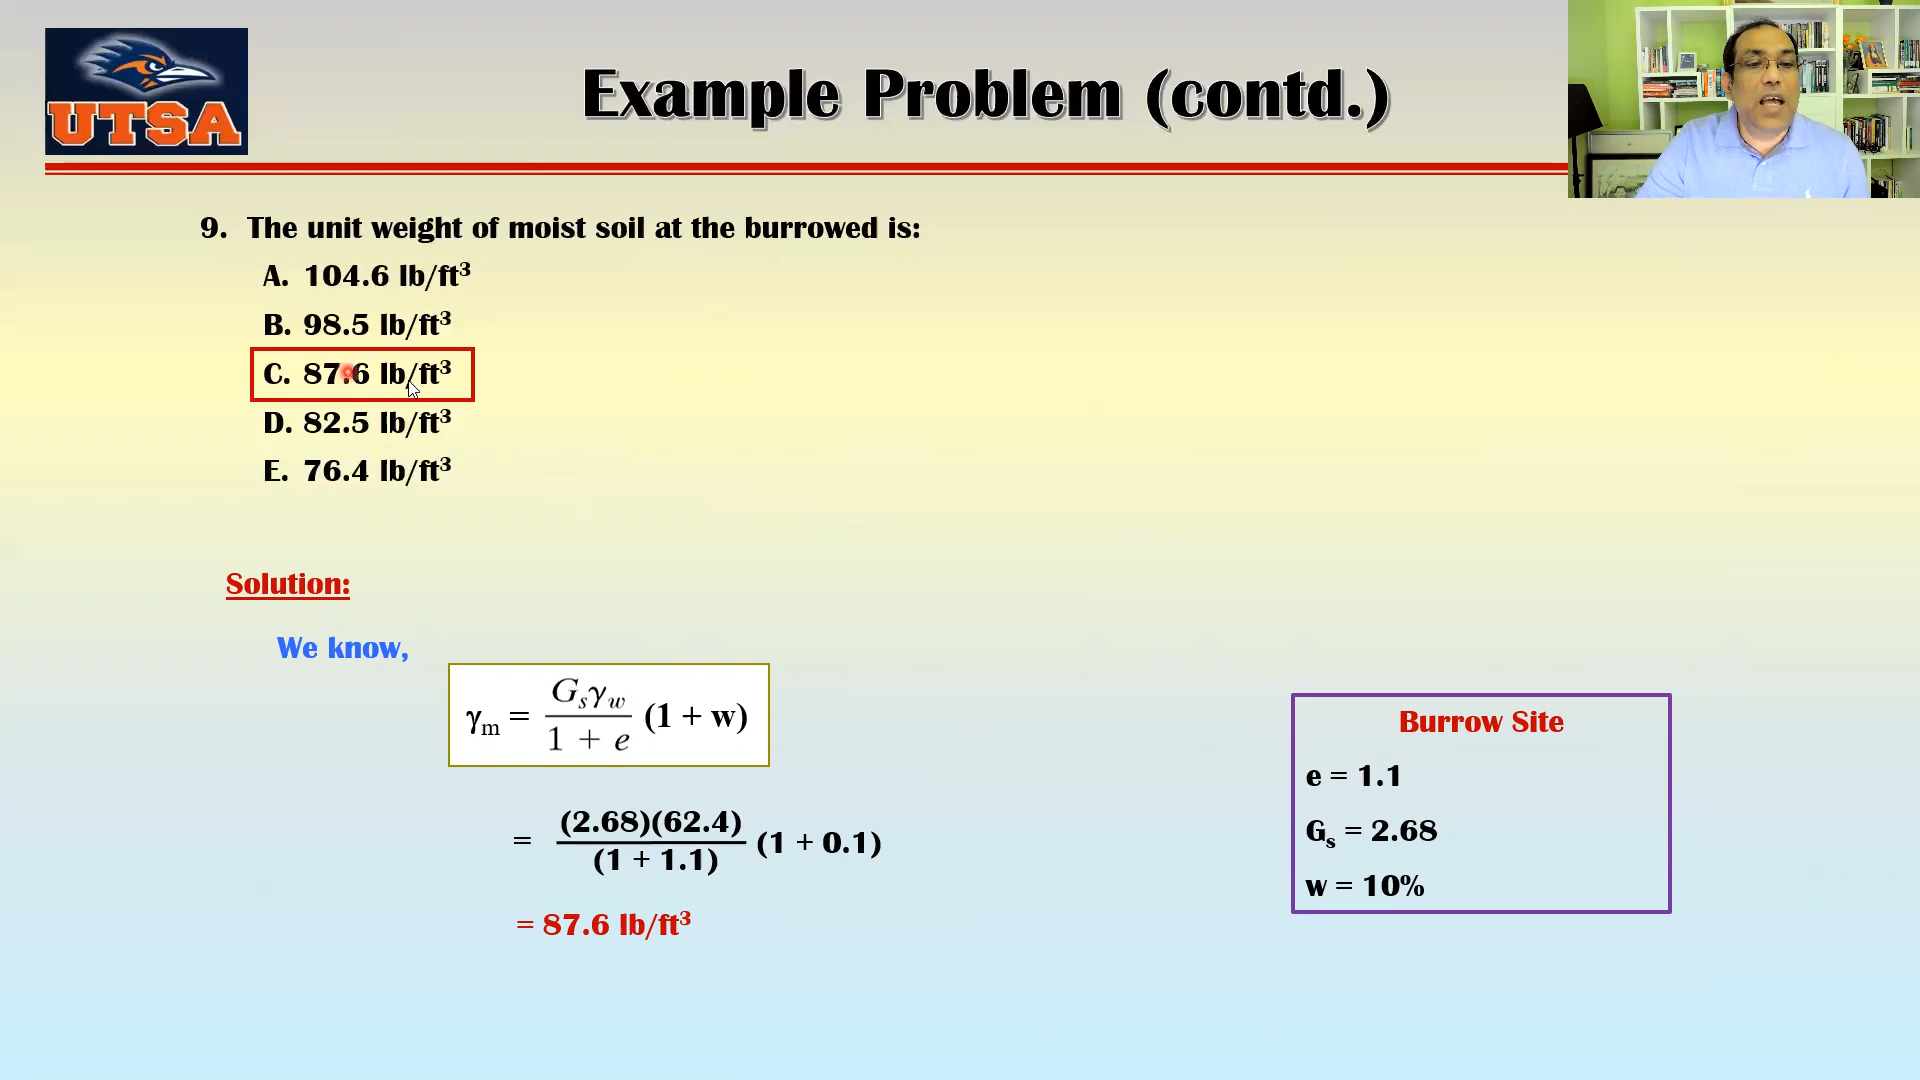 UTSA
Example Problem (contd.)
9. The unit weight of moist soil at the burrowed is:
A. 104.6 lb/ft³
B. 98.5 lb/ft³
C. 87.6 lb/ft³
D. 82.5 lb/ft³
E. 76.4 lb/ft³
Solution:
We know,
γm = Gsγw / 1 + e (1 + w)
= (2.68)(62.4) / (1 + 1.1) (1 + 0.1)
= 87.6 lb/ft³
Burrow Site
e = 1.1
Gs = 2.68
w = 10%